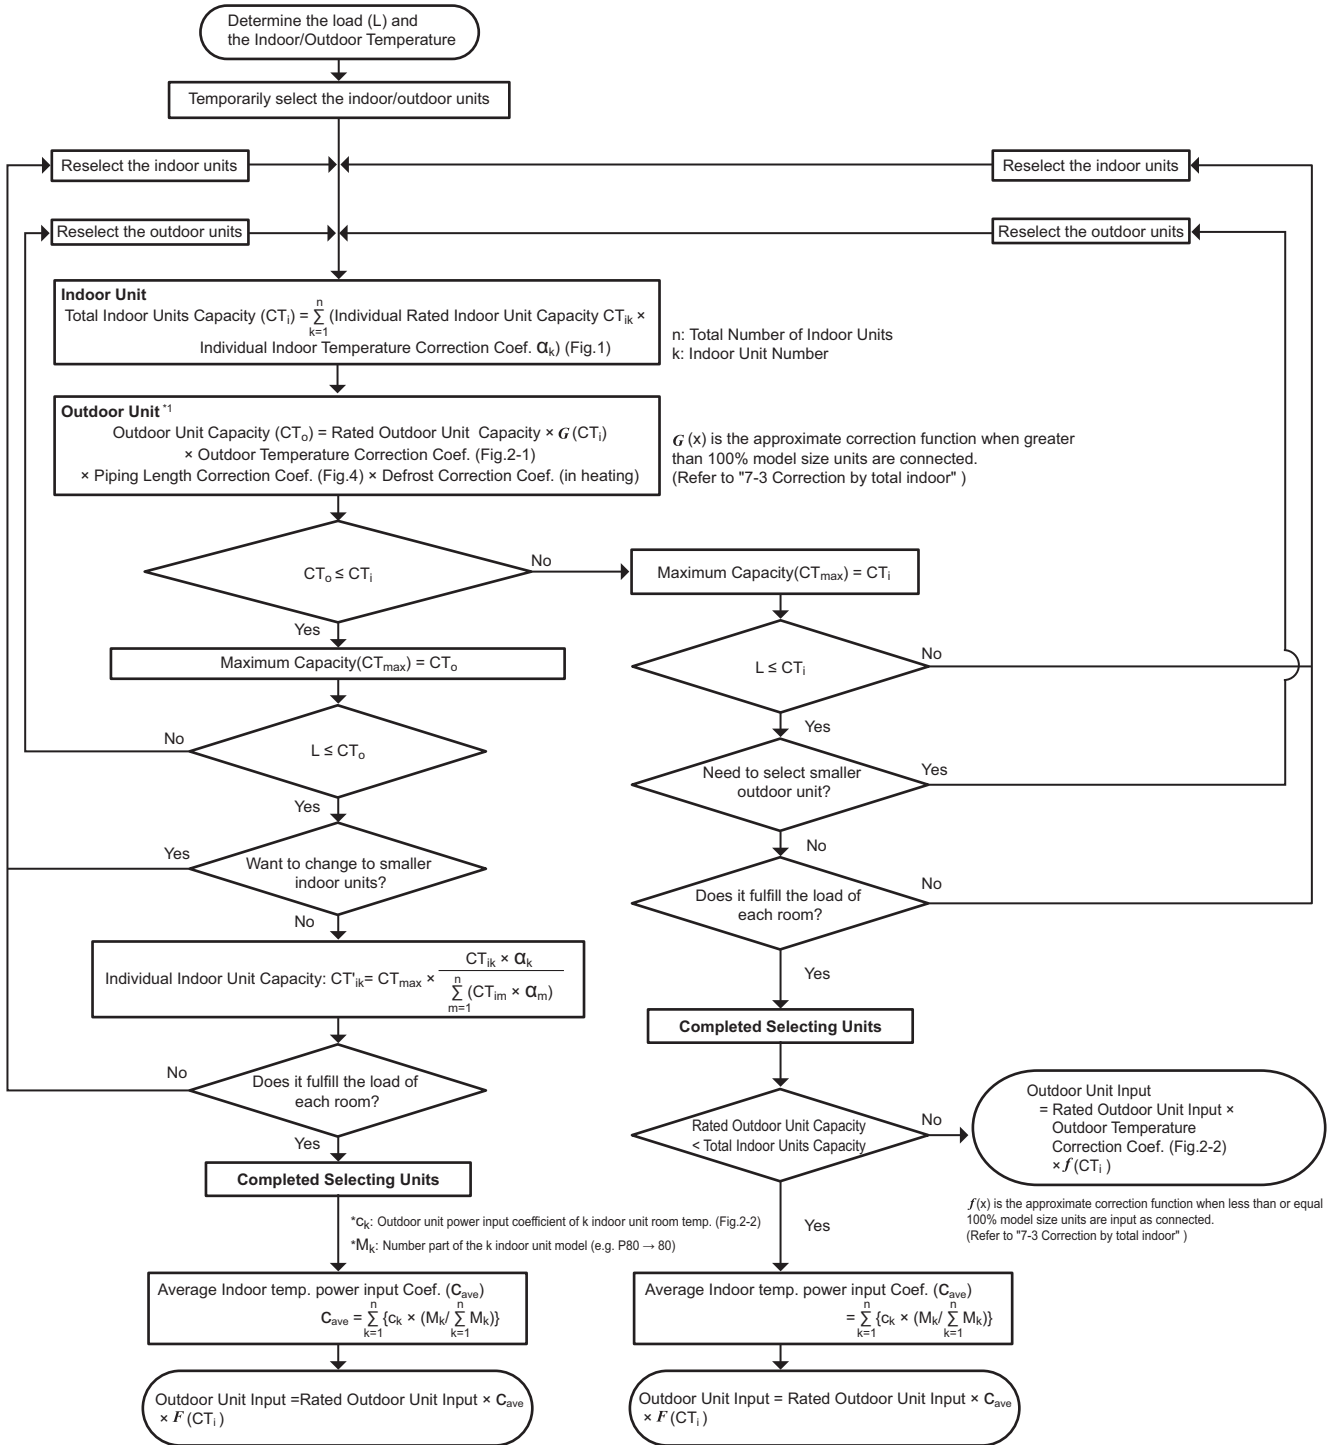 Determine the load (L) and
the Indoor/Outdoor Temperature
Temporarily select the indoor/outdoor units
Reselect the indoor units
Reselect the indoor units
Reselect the outdoor units
Reselect the outdoor units
Indoor Unit
Total Indoor Units Capacity (CTi) = n∑k=1 (Individual Rated Indoor Unit Capacity CTik ×
Individual Indoor Temperature Correction Coef. αk) (Fig.1)
n: Total Number of Indoor Units
k: Indoor Unit Number
Outdoor Unit *1
Outdoor Unit Capacity (CTo) = Rated Outdoor Unit Capacity × G (CTi)
× Outdoor Temperature Correction Coef. (Fig.2-1)
× Piping Length Correction Coef. (Fig.4) × Defrost Correction Coef. (in heating)
G (x) is the approximate correction function when greater
than 100% model size units are connected.
(Refer to "7-3 Correction by total indoor" )
CTo ≤ CTi
No
Yes
Maximum Capacity(CTmax) = CTi
Maximum Capacity(CTmax) = CTo
L ≤ CTi
No
Yes
L ≤ CTo
No
Yes
Need to select smaller
outdoor unit?
Yes
No
Want to change to smaller
indoor units?
Yes
No
Does it fulfill the load of
each room?
No
Yes
Individual Indoor Unit Capacity: CT'ik= CTmax × CTik × αk / n∑m=1 (CTim × αm)
Completed Selecting Units
Does it fulfill the load of
each room?
No
Yes
Rated Outdoor Unit Capacity
< Total Indoor Units Capacity
No
Yes
Outdoor Unit Input
= Rated Outdoor Unit Input ×
Outdoor Temperature
Correction Coef. (Fig.2-2)
× f (CTi )
f (x) is the approximate correction function when less than or equal
100% model size units are input as connected.
(Refer to "7-3 Correction by total indoor" )
Completed Selecting Units
*ck: Outdoor unit power input coefficient of k indoor unit room temp. (Fig.2-2)
*Mk: Number part of the k indoor unit model (e.g. P80 → 80)
Average Indoor temp. power input Coef. (Cave)
Cave = n∑k=1 {ck × (Mk/ n∑k=1 Mk)}
Average Indoor temp. power input Coef. (Cave)
= n∑k=1 {ck × (Mk/ n∑k=1 Mk)}
Outdoor Unit Input =Rated Outdoor Unit Input × Cave
× F (CTi )
Outdoor Unit Input = Rated Outdoor Unit Input × Cave
× F (CTi )